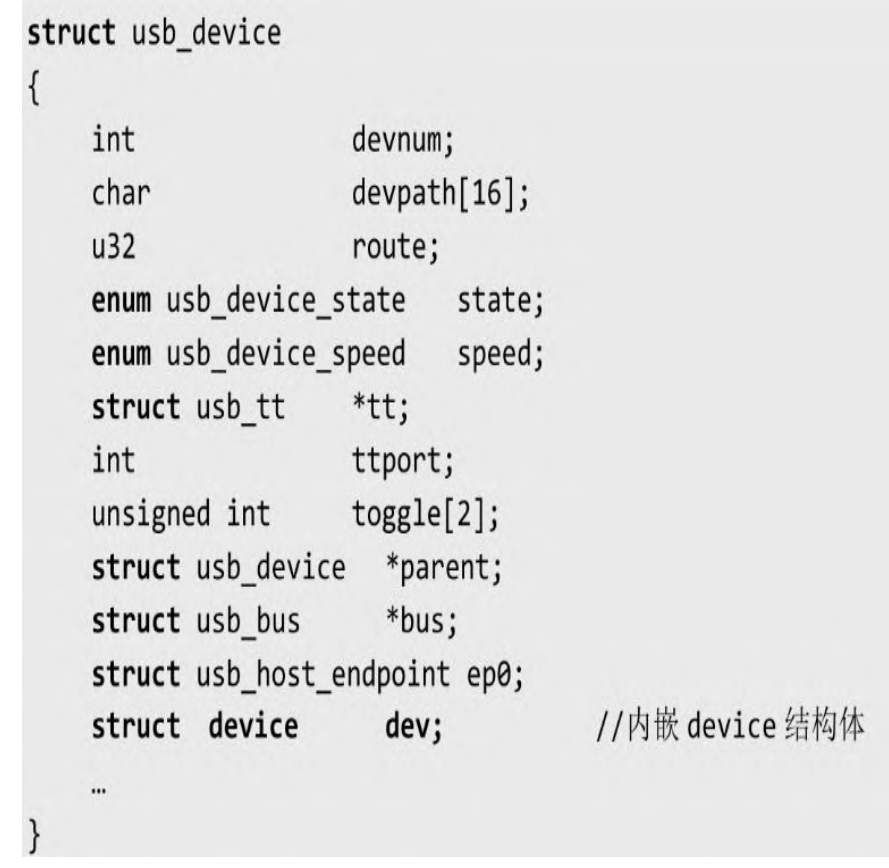 struct usb_device
{
int devnum;
char devpath[16];
u32 route;
enum usb_device_state state;
enum usb_device_speed speed;
struct usb_tt *tt;
int ttport;
unsigned int toggle[2];
struct usb_device *parent;
struct usb_bus *bus;
struct usb_host_endpoint ep0;
struct device dev; //内嵌 device 结构体
…
}